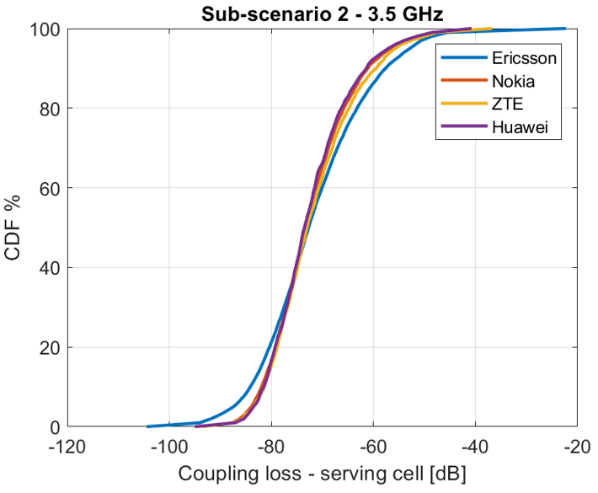 Sub-scenario 2 - 3.5 GHz
100
80
60
40
20
0
CDF %
Ericsson
Nokia
ZTE
Huawei
-120 -100 -80 -60 -40 -20
Coupling loss - serving cell [dB]